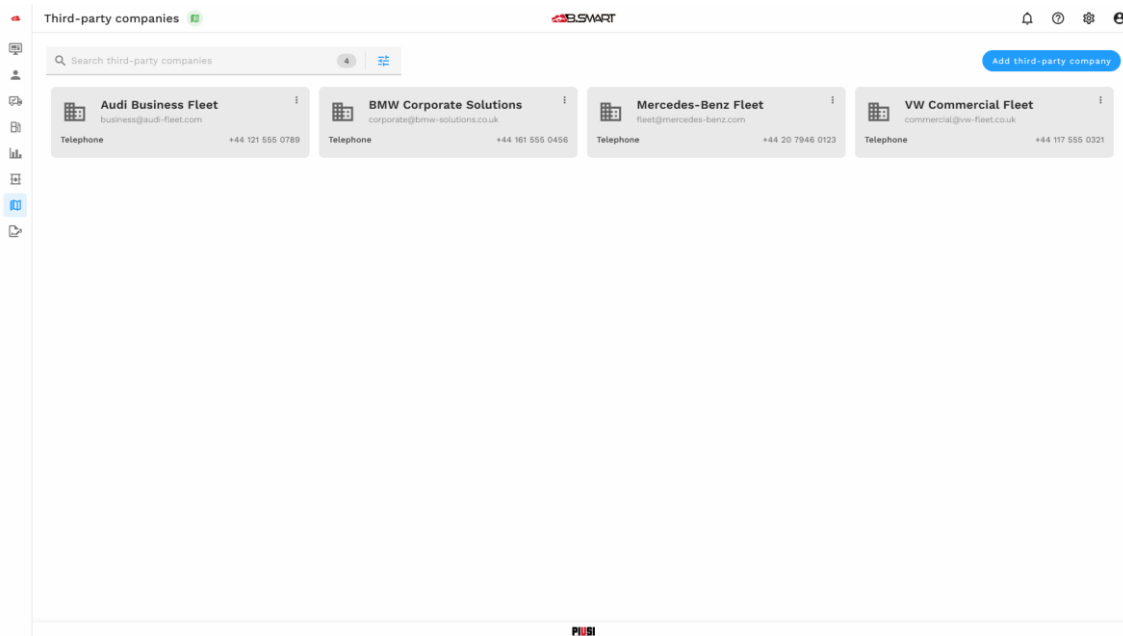 Third-party companies
B.SMART
Search third-party companies
4
Add third-party company
Audi Business Fleet
business@audi-fleet.com
Telephone
+44 121 555 0789
BMW Corporate Solutions
corporate@bmw-solutions.co.uk
Telephone
+44 161 555 0456
Mercedes-Benz Fleet
fleet@mercedes-benz.com
Telephone
+44 20 7946 0123
VW Commercial Fleet
commercial@vw-fleet.co.uk
Telephone
+44 117 555 0321
PIUSI